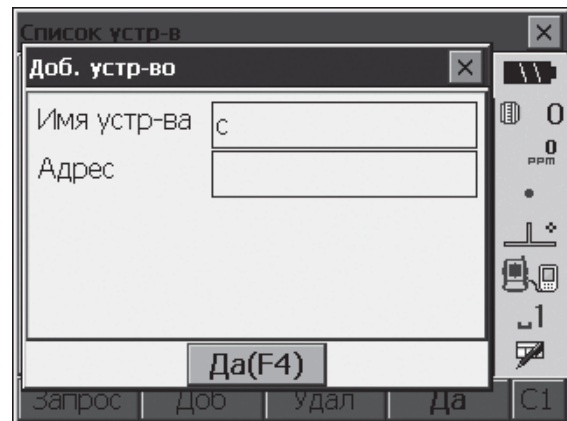 Список устр-в
Доб. устр-во
Имя устр-ва с
Адрес
Да(F4)
0
0
ppm
1
Запрос Доб Удал Да С1